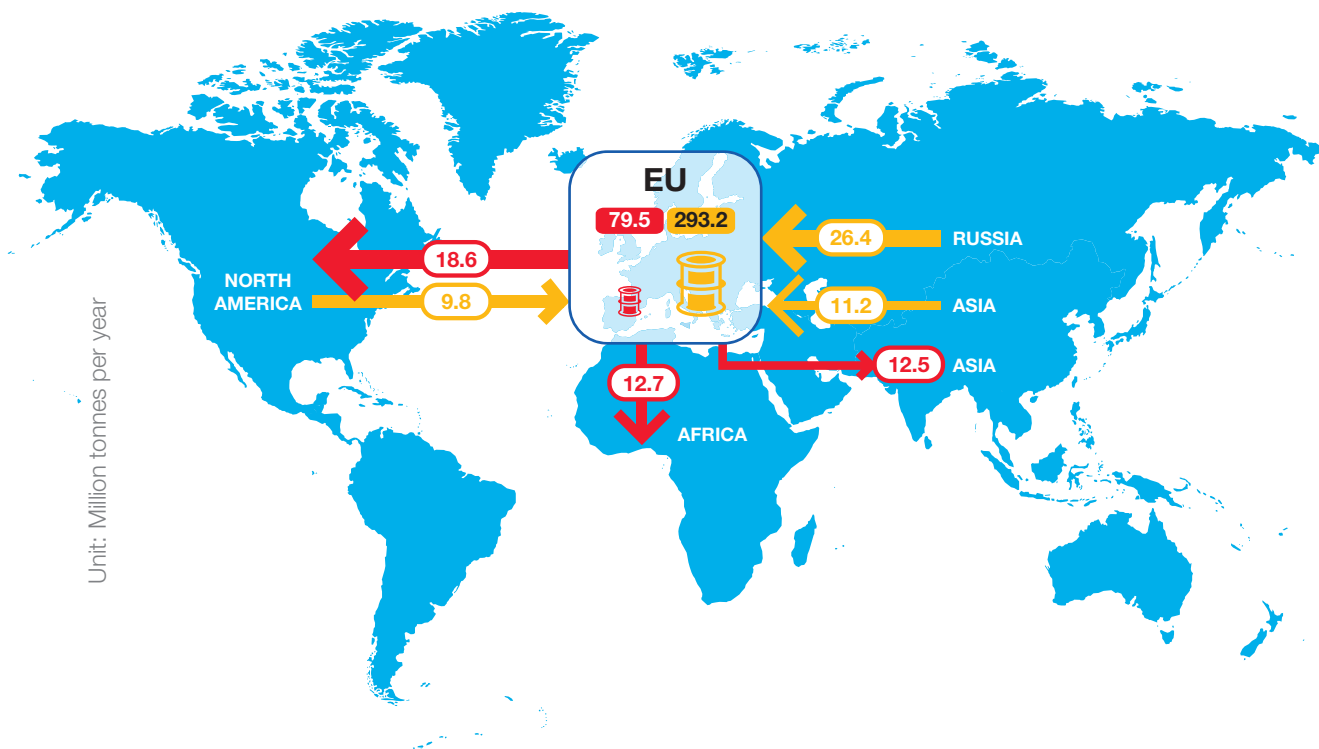 EU
79.5 293.2
18.6
NORTH
AMERICA
9.8
26.4
RUSSIA
11.2
ASIA
12.5
ASIA
12.7
AFRICA
Unit: Million tonnes per year